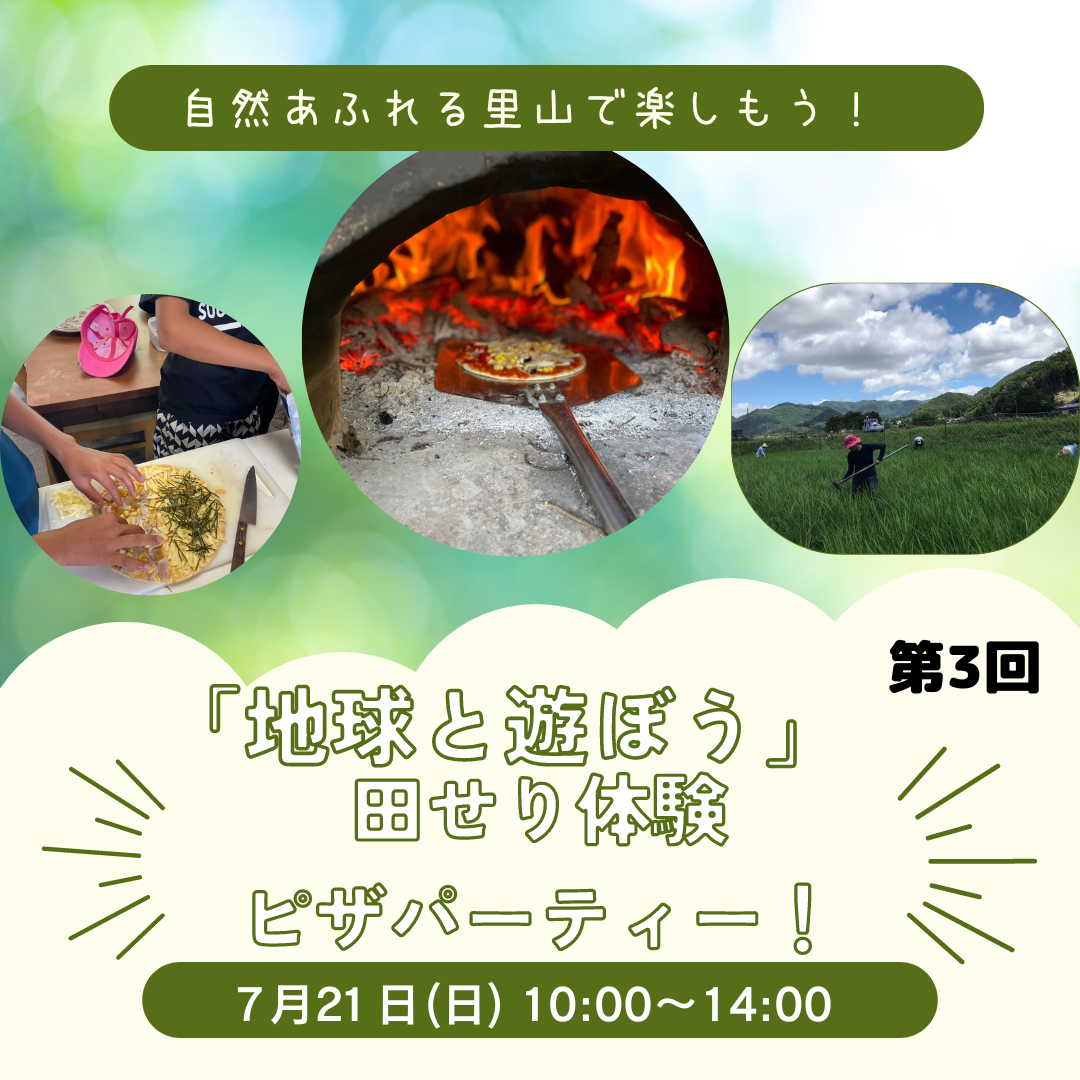 自然あふれる里山で楽しもう！
SUG
第3回
「地球と遊ぼう」
田せり体験
ピザパーティー！
7月21日(日) 10:00～14:00